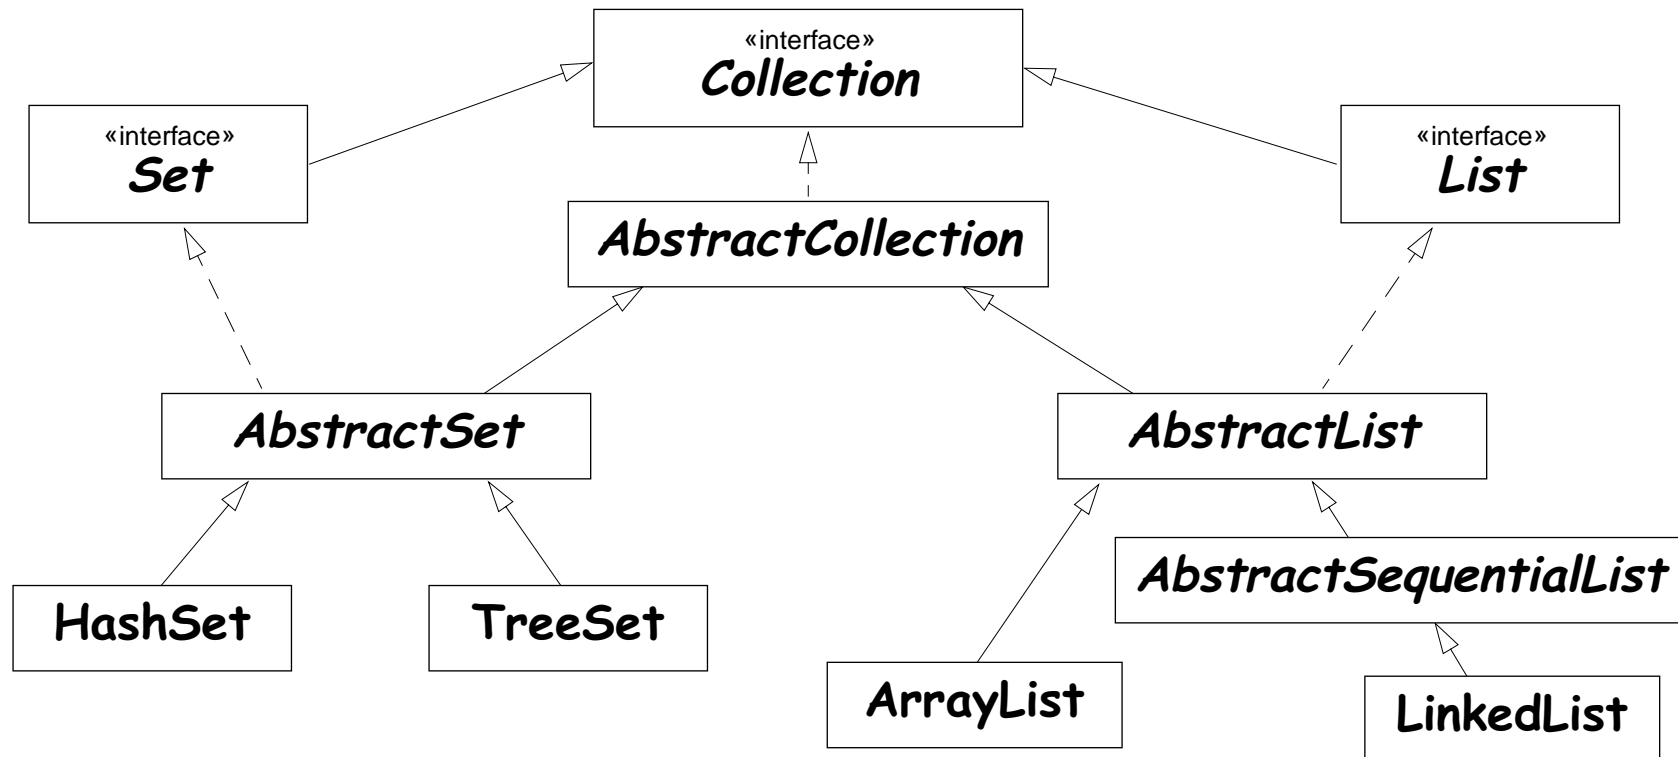 «interface»
Collection
«interface»
Set
«interface»
List
AbstractCollection
AbstractSet
AbstractList
HashSet
TreeSet
AbstractSequentialList
ArrayList
LinkedList